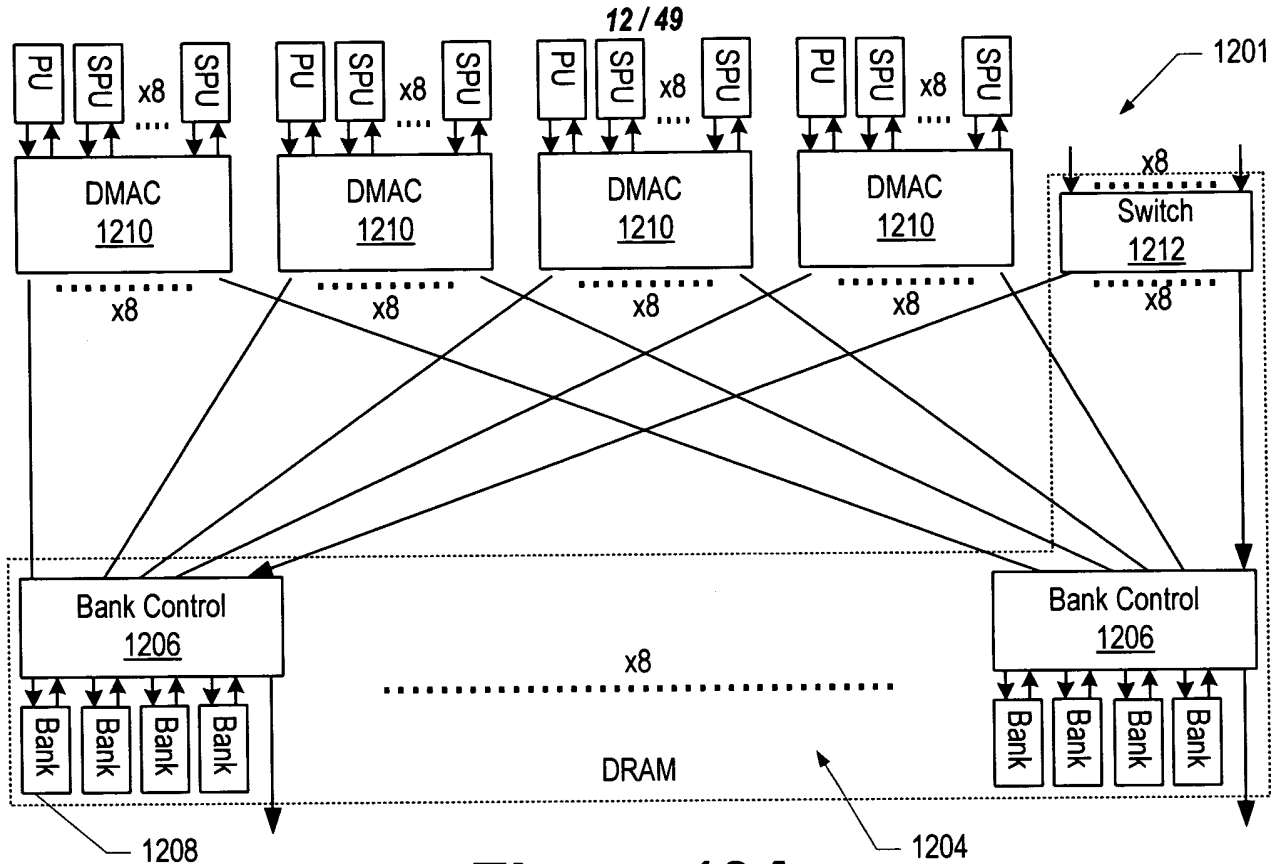 12 / 49
PU SPU x8 SPU PU SPU x8 SPU PU SPU x8 SPU PU SPU x8 SPU
1201
DMAC
1210
DMAC
1210
DMAC
1210
DMAC
1210
x8
Switch
1212
x8
x8
x8
x8
x8
Bank Control
1206
Bank Control
1206
x8
Bank Bank Bank Bank
Bank Bank Bank Bank
DRAM
1208
1204